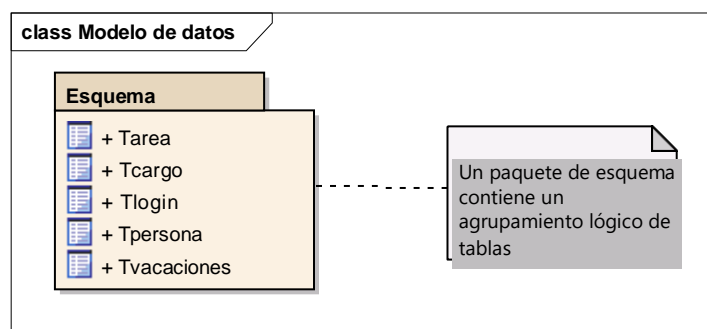 class Modelo de datos
Esquema
+ Tarea
+ Tcargo
+ Tlogin
+ Tpersona
+ Tvacaciones
Un paquete de esquema
contiene un
agrupamiento lógico de
tablas